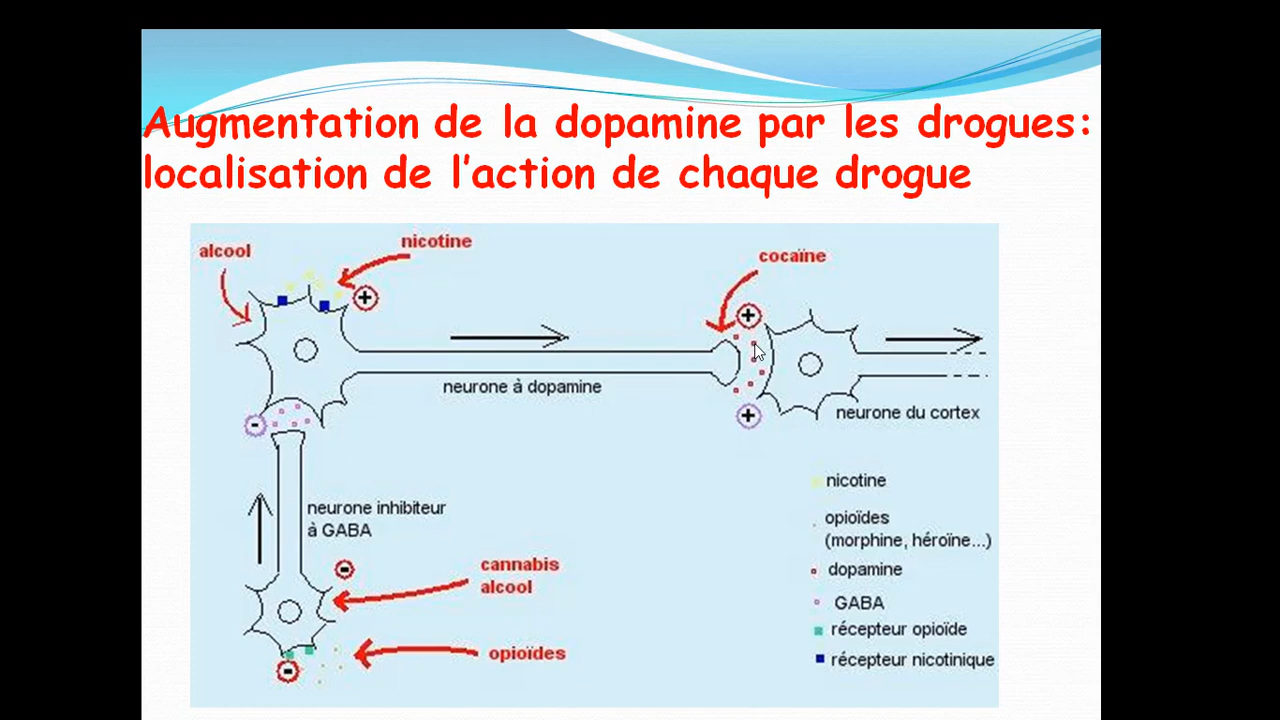 Augmentation de la dopamine par les drogues:
localisation de l'action de chaque drogue
alcool
nicotine
cocaïne
+
+
neurone à dopamine
-
+
neurone du cortex
neurone inhibiteur
à GABA
-
cannabis
alcool
opioïdes
-
nicotine
opioïdes
(morphine, héroïne...)
dopamine
GABA
récepteur opioïde
récepteur nicotinique